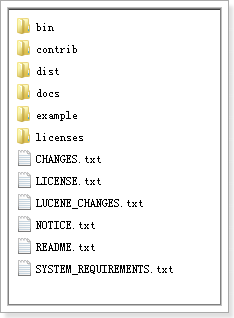 bin
contrib
dist
docs
example
licenses
CHANGES.txt
LICENSE.txt
LUCENE_CHANGES.txt
NOTICE.txt
README.txt
SYSTEM_REQUIREMENTS.txt